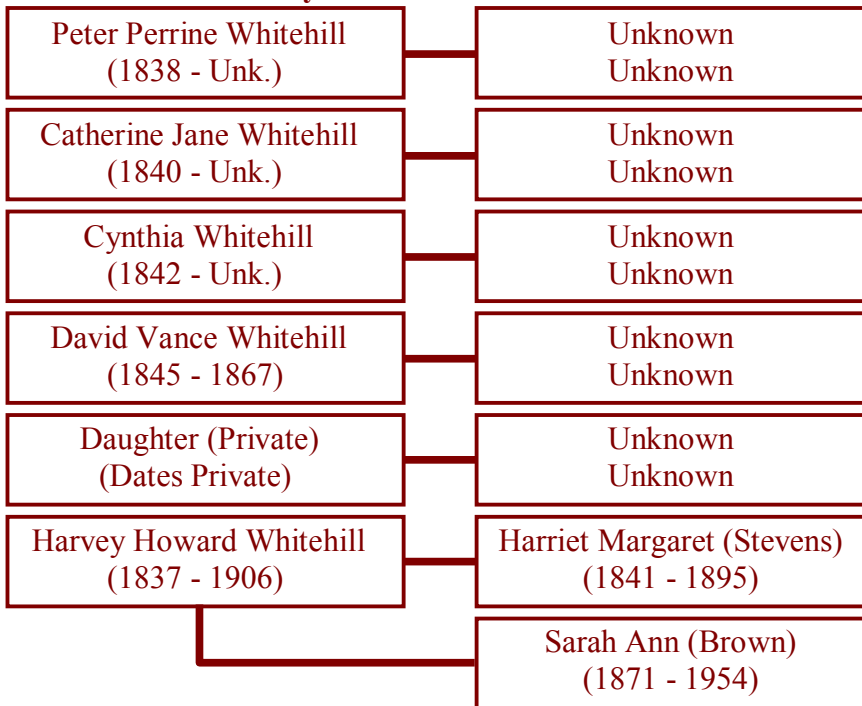 Peter Perrine Whitehill
(1838 - Unk.)
Unknown
Unknown
Catherine Jane Whitehill
(1840 - Unk.)
Unknown
Unknown
Cynthia Whitehill
(1842 - Unk.)
Unknown
Unknown
David Vance Whitehill
(1845 - 1867)
Unknown
Unknown
Daughter (Private)
(Dates Private)
Unknown
Unknown
Harvey Howard Whitehill
(1837 - 1906)
Harriet Margaret (Stevens)
(1841 - 1895)
Sarah Ann (Brown)
(1871 - 1954)